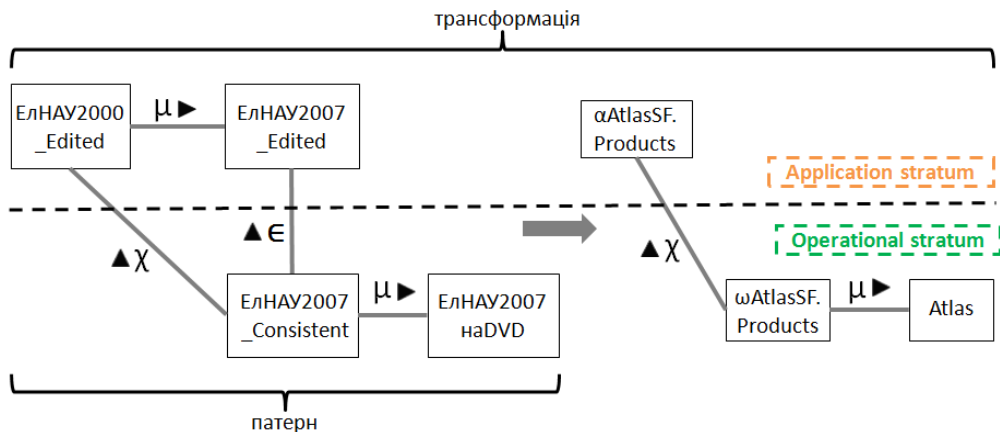 трансформація
ЕлНАУ2000
_Edited
μ ►
ЕлНАУ2007
_Edited
αAtlasSF.
Products
Application stratum
▲ϵ
Operational stratum
▲χ
▲χ
ЕлНАУ2007
_Consistent
μ ►
ЕлНАУ2007
наDVD
ωAtlasSF.
Products
μ ►
Atlas
патерн